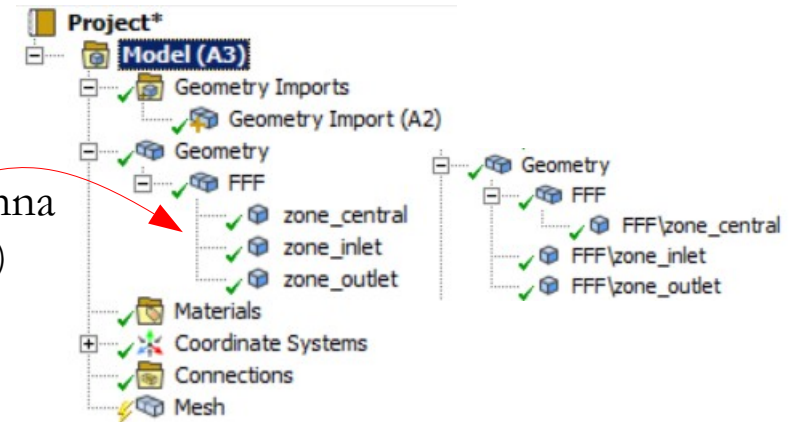 Project*
Model (A3)
Geometry Imports
Geometry Import (A2)
Geometry
FFF
zone_central
zone_inlet
zone_outlet
Materials
Coordinate Systems
Connections
Mesh
nna
)
Geometry
FFF
FFF\zone_central
FFF\zone_inlet
FFF\zone_outlet